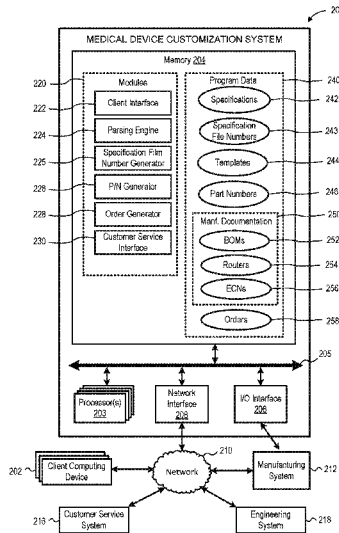 20
MEDICAL DEVICE CUSTOMIZATION SYSTEM
Memory 204
220
Modules
222
Client Interface
224
Parsing Engine
225
Specification Film
Number Generator
228
P/N Generator
228
Order Generator
230
Customer Service
Interface
Program Data
240
Specifications
242
Specification
File Numbers
243
Templates
244
Part Numbers
246
Manf. Documentation
250
BOMs
252
Routers
254
ECNs
256
Orders
258
205
Processor(s)
203
Network
Interface
208
I/O Interface
206
202
Client Computing
Device
210
Network
Manufacturing
System
212
216
Customer Service
System
Engineering
System
218